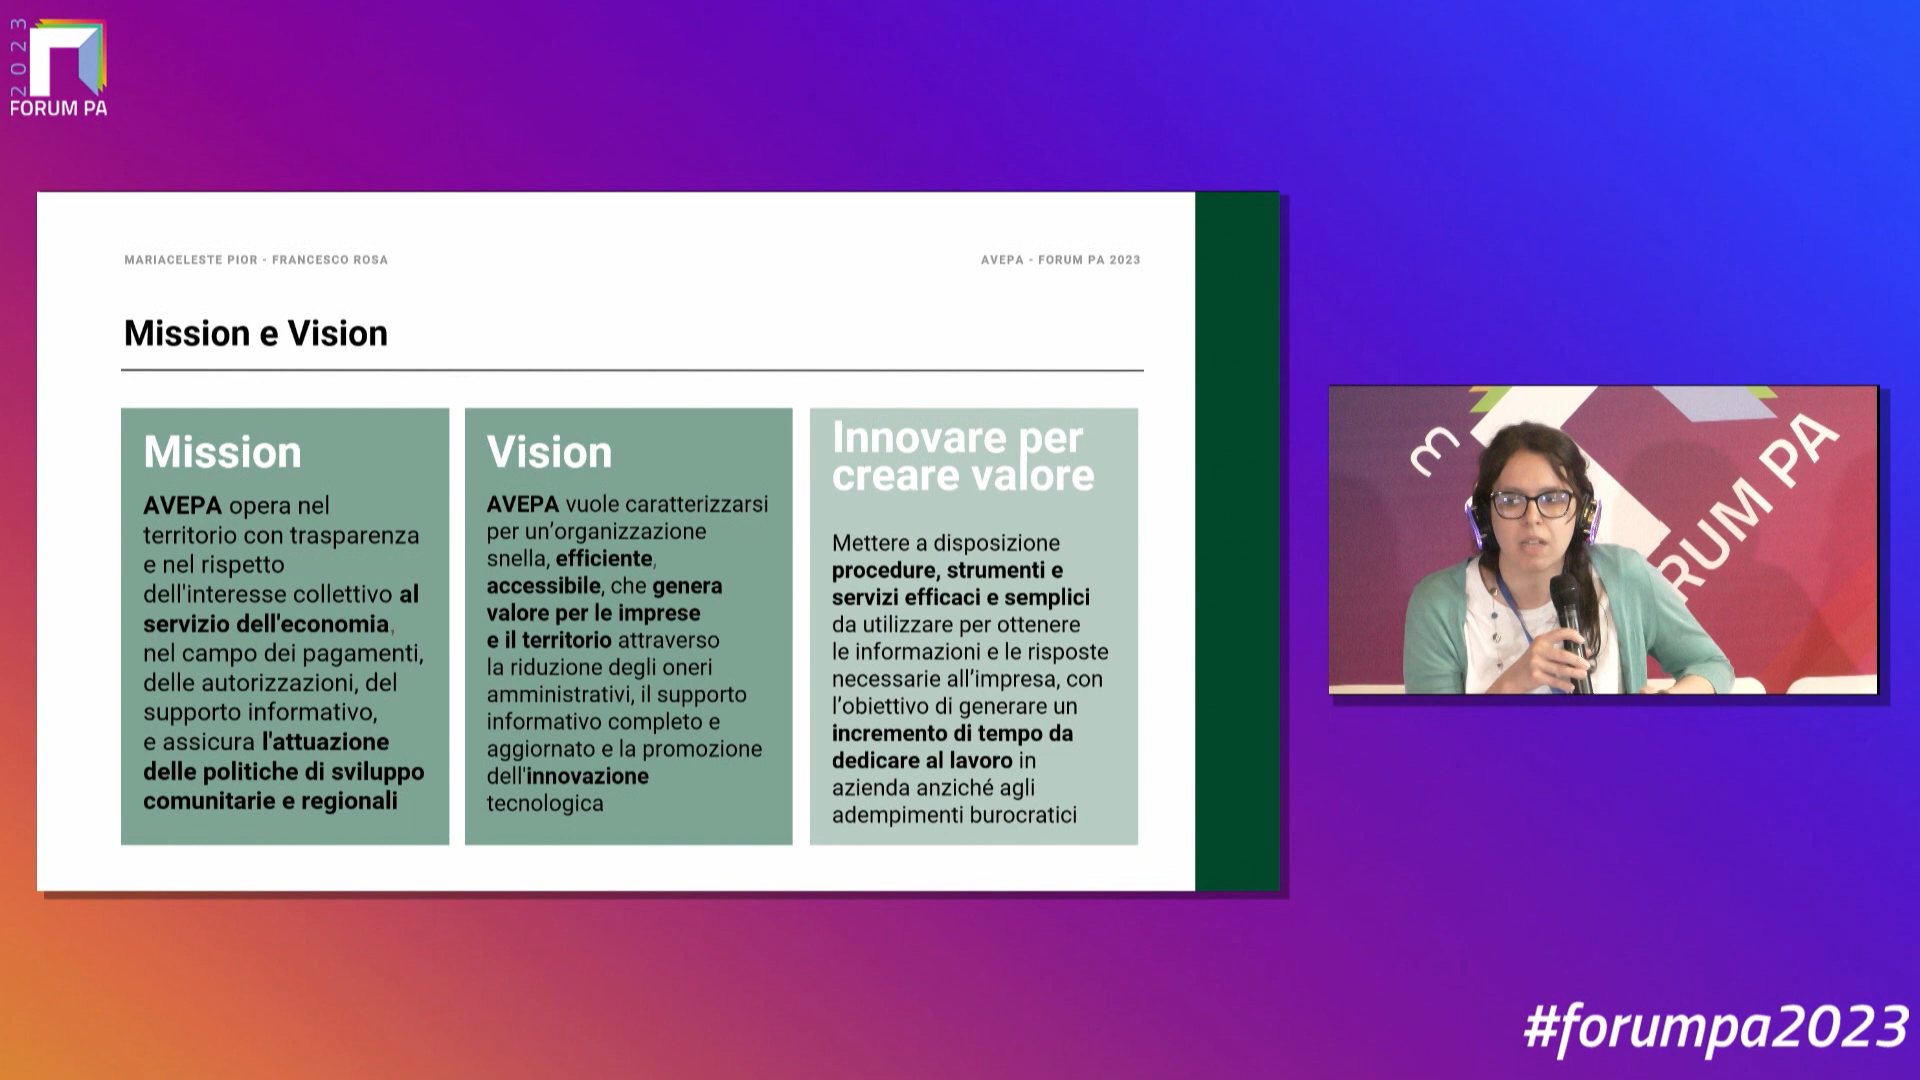 2023
FORUM PA
MARIACELESTE PIOR - FRANCESCO ROSA
AVEPA - FORUM PA 2023
Mission e Vision
Mission
AVEPA opera nel
territorio con trasparenza
e nel rispetto
dell'interesse collettivo al
servizio dell'economia,
nel campo dei pagamenti,
delle autorizzazioni, del
supporto informativo,
e assicura l'attuazione
delle politiche di sviluppo
comunitarie e regionali
Vision
AVEPA vuole caratterizzarsi
per un’organizzazione
snella, efficiente,
accessibile, che genera
valore per le imprese
e il territorio attraverso
la riduzione degli oneri
amministrativi, il supporto
informativo completo e
aggiornato e la promozione
dell'innovazione
tecnologica
Innovare per
creare valore
Mettere a disposizione
procedure, strumenti e
servizi efficaci e semplici
da utilizzare per ottenere
le informazioni e le risposte
necessarie all’impresa, con
l’obiettivo di generare un
incremento di tempo da
dedicare al lavoro in
azienda anziché agli
adempimenti burocratici
3
RUM PA
#forumpa2023